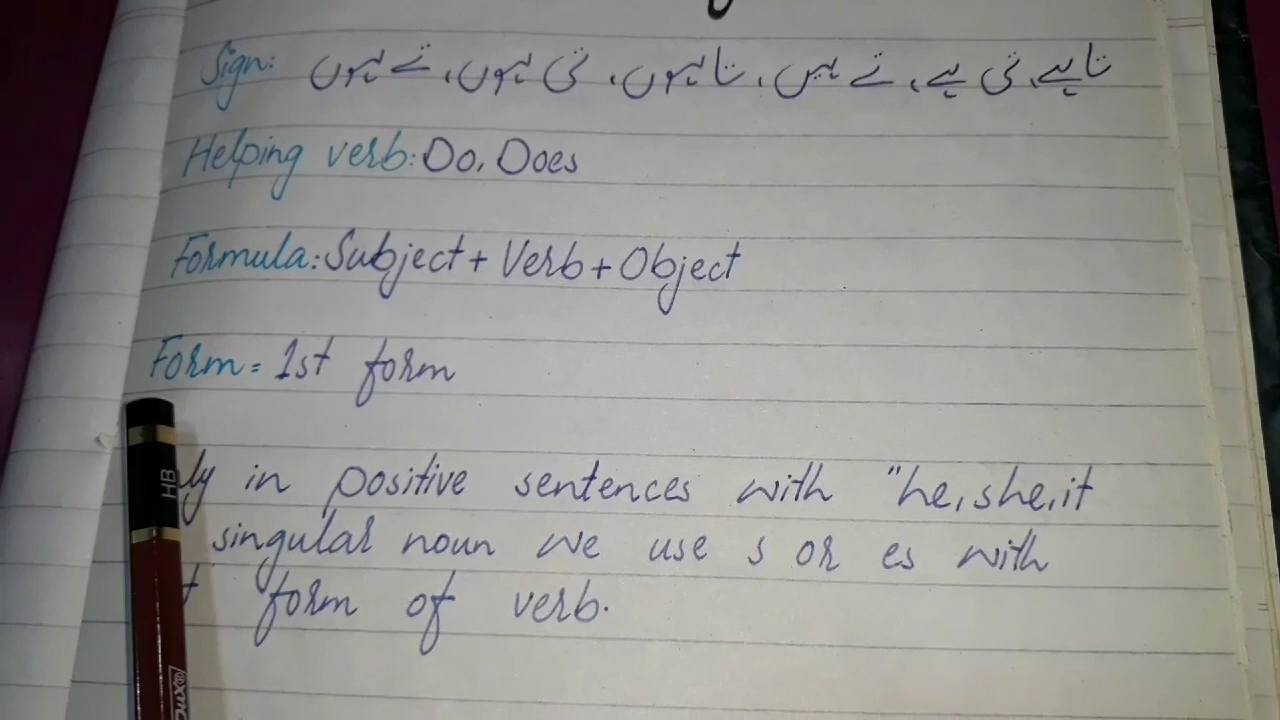 Sign: تا ہے، تی ہے، تے ہیں، تا ہوں، تی ہوں، تے ہوں
Helping verb: Do, Does
Formula: Subject + Verb + Object
Form = 1st form
ly in positive sentences with "he, she, it
singular noun we use s or es with
t form of verb.
HB
DUX®